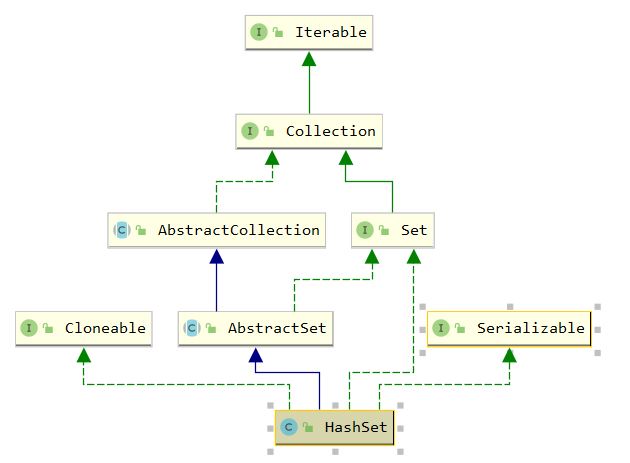 I Iterable
I Collection
C AbstractCollection
I Set
I Cloneable
C AbstractSet
I Serializable
C HashSet